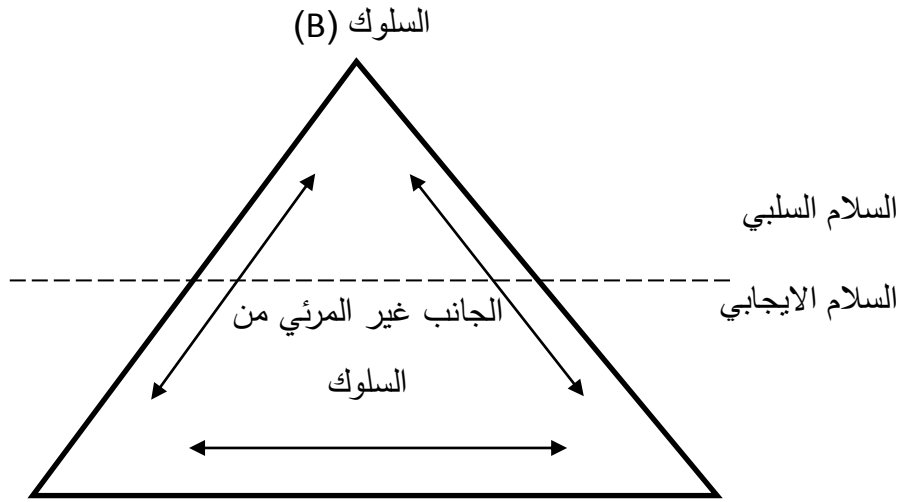 السلوك (B)
السلام السلبي
السلام الايجابي
الجانب غير المرئي من
السلوك